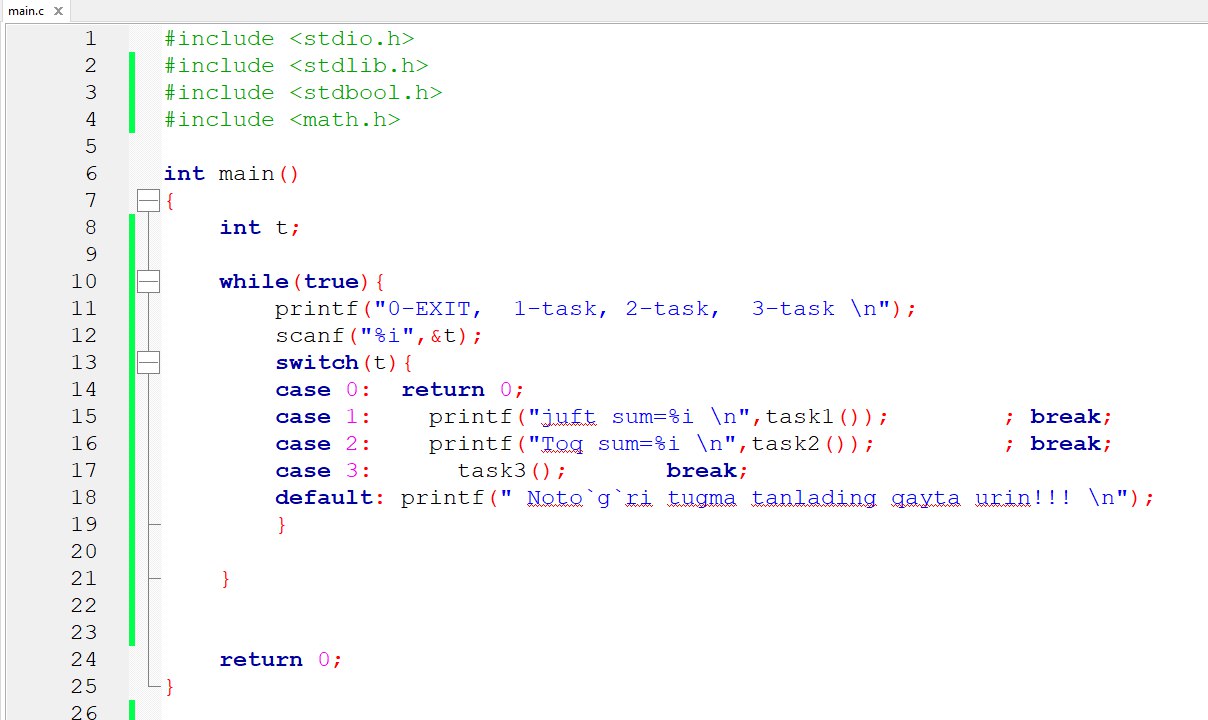 main.c
1 #include <stdio.h>
2 #include <stdlib.h>
3 #include <stdbool.h>
4 #include <math.h>
5
6 int main()
7 {
8 int t;
9
10 while(true){
11 printf("0-EXIT,  1-task, 2-task,  3-task \n");
12 scanf("%i",&t);
13 switch(t){
14 case 0:  return 0;
15 case 1:    printf("juft sum=%i \n",task1());        ; break;
16 case 2:    printf("Toq sum=%i \n",task2());         ; break;
17 case 3:      task3();       break;
18 default: printf(" Noto`g`ri tugma tanlading qayta urin!!! \n");
19 }
20
21 }
22
23
24 return 0;
25 }
26